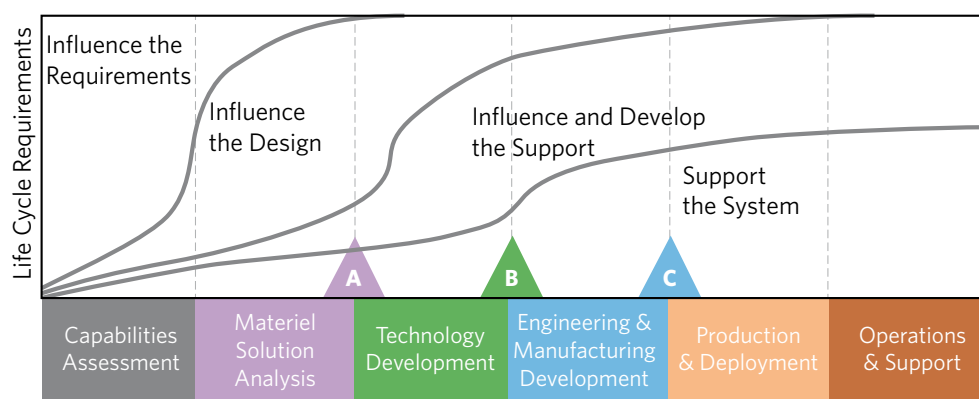 Life Cycle Requirements
Influence the
Requirements
Influence
the Design
Influence and Develop
the Support
Support
the System
A
B
C
Capabilities
Assessment
Materiel
Solution
Analysis
Technology
Development
Engineering &
Manufacturing
Development
Production
& Deployment
Operations
& Support